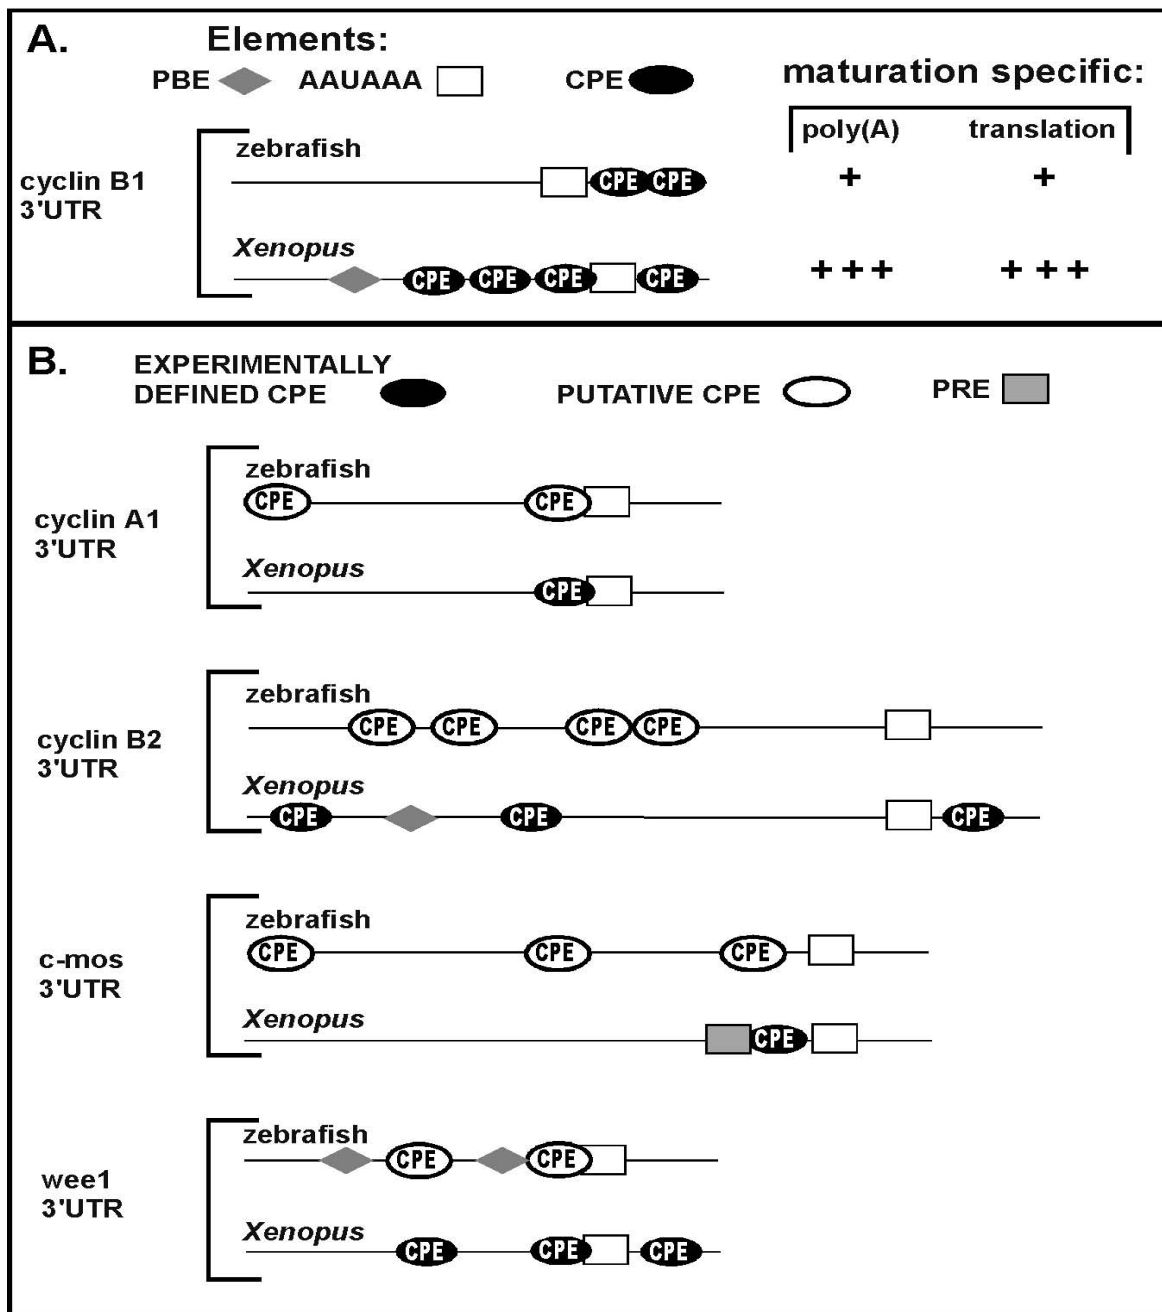 A.
Elements:
PBE AAUAAA CPE
maturation specific:
poly(A) translation
cyclin B1
3'UTR
zebrafish
CPE CPE
+ +
Xenopus
CPE CPE CPE CPE
+++ +++
B.
EXPERIMENTALLY
DEFINED CPE
PUTATIVE CPE
PRE
cyclin A1
3'UTR
zebrafish
CPE CPE
Xenopus
CPE
cyclin B2
3'UTR
zebrafish
CPE CPE CPE CPE
Xenopus
CPE CPE CPE
c-mos
3'UTR
zebrafish
CPE CPE CPE
Xenopus
CPE
wee1
3'UTR
zebrafish
CPE CPE
Xenopus
CPE CPE CPE